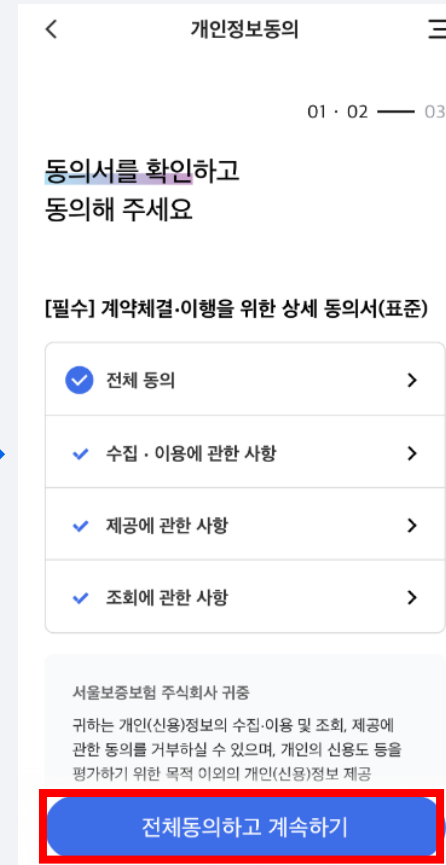 개인정보동의
01 · 02 — 03
동의서를 확인하고
동의해 주세요
[필수] 계약체결·이행을 위한 상세 동의서(표준)
전체 동의
수집 · 이용에 관한 사항
제공에 관한 사항
조회에 관한 사항
서울보증보험 주식회사 귀중
귀하는 개인(신용)정보의 수집·이용 및 조회, 제공에
관한 동의를 거부하실 수 있으며, 개인의 신용도 등을
평가하기 위한 목적 이외의 개인(신용)정보 제공
전체동의하고 계속하기